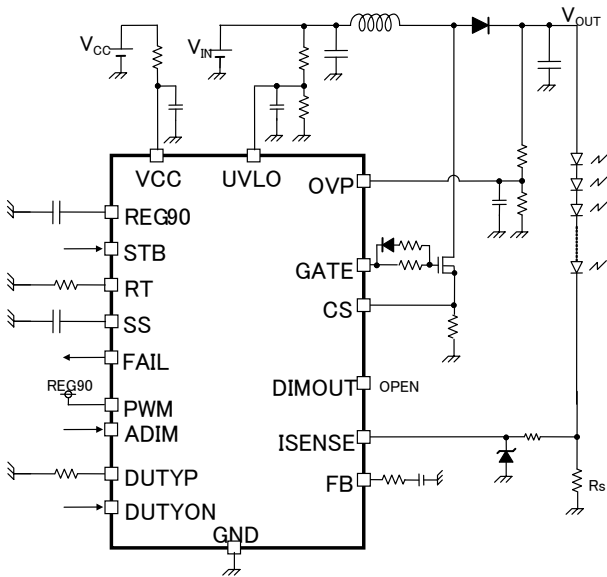 VCC
VIN
VOUT
VCC
UVLO
OVP
REG90
STB
RT
GATE
SS
CS
FAIL
REG90
PWM
DIMOUT
OPEN
ADIM
ISENSE
DUTYP
FB
Rs
DUTYON
GND